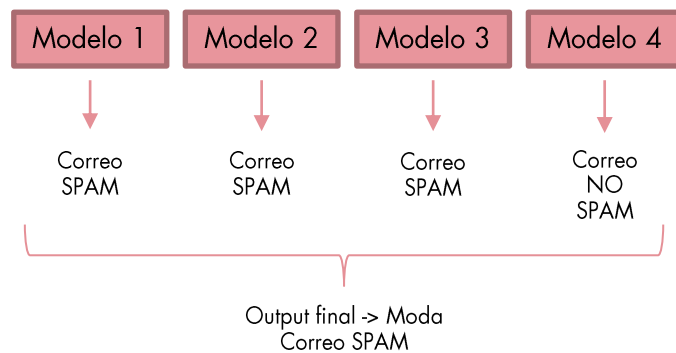 Modelo 1
Modelo 2
Modelo 3
Modelo 4
Correo
SPAM
Correo
SPAM
Correo
SPAM
Correo
NO
SPAM
Output final -> Moda
Correo SPAM